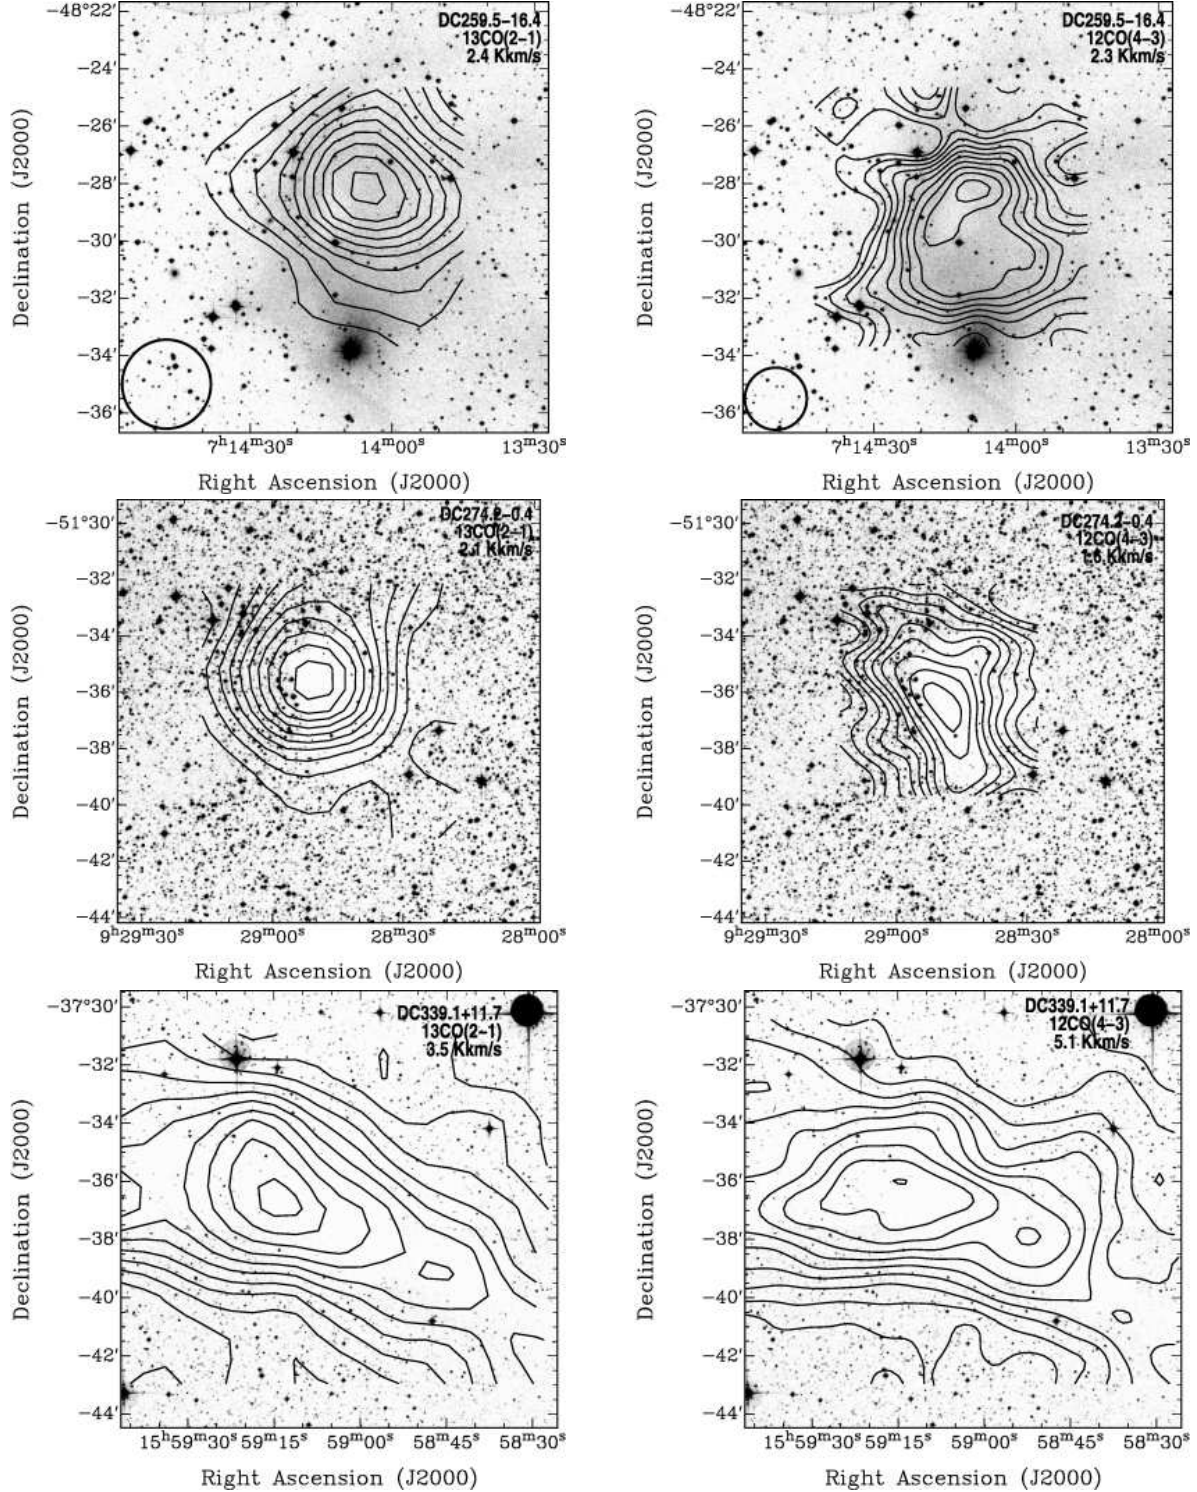 DC259.5−16.4
13CO(2−1)
2.4 Kkm/s
−48°22′
−24′
−26′
−28′
−30′
−32′
−34′
−36′
Declination (J2000)
7ʰ14ᵐ30ˢ 14ᵐ00ˢ 13ᵐ30ˢ
Right Ascension (J2000)
DC259.5−16.4
12CO(4−3)
2.3 Kkm/s
−48°22′
−24′
−26′
−28′
−30′
−32′
−34′
−36′
Declination (J2000)
7ʰ14ᵐ30ˢ 14ᵐ00ˢ 13ᵐ30ˢ
Right Ascension (J2000)
DC274.2−0.4
13CO(2−1)
2.1 Kkm/s
−51°30′
−32′
−34′
−36′
−38′
−40′
−42′
−44′
Declination (J2000)
9ʰ29ᵐ30ˢ 29ᵐ00ˢ 28ᵐ30ˢ 28ᵐ00ˢ
Right Ascension (J2000)
DC274.2−0.4
12CO(4−3)
1.6 Kkm/s
−51°30′
−32′
−34′
−36′
−38′
−40′
−42′
−44′
Declination (J2000)
9ʰ29ᵐ30ˢ 29ᵐ00ˢ 28ᵐ30ˢ 28ᵐ00ˢ
Right Ascension (J2000)
DC339.1+11.7
13CO(2−1)
3.5 Kkm/s
−37°30′
−32′
−34′
−36′
−38′
−40′
−42′
−44′
Declination (J2000)
15ʰ59ᵐ30ˢ 59ᵐ15ˢ 59ᵐ00ˢ 58ᵐ45ˢ 58ᵐ30ˢ
Right Ascension (J2000)
DC339.1+11.7
12CO(4−3)
5.1 Kkm/s
−37°30′
−32′
−34′
−36′
−38′
−40′
−42′
−44′
Declination (J2000)
15ʰ59ᵐ30ˢ 59ᵐ15ˢ 59ᵐ00ˢ 58ᵐ45ˢ 58ᵐ30ˢ
Right Ascension (J2000)